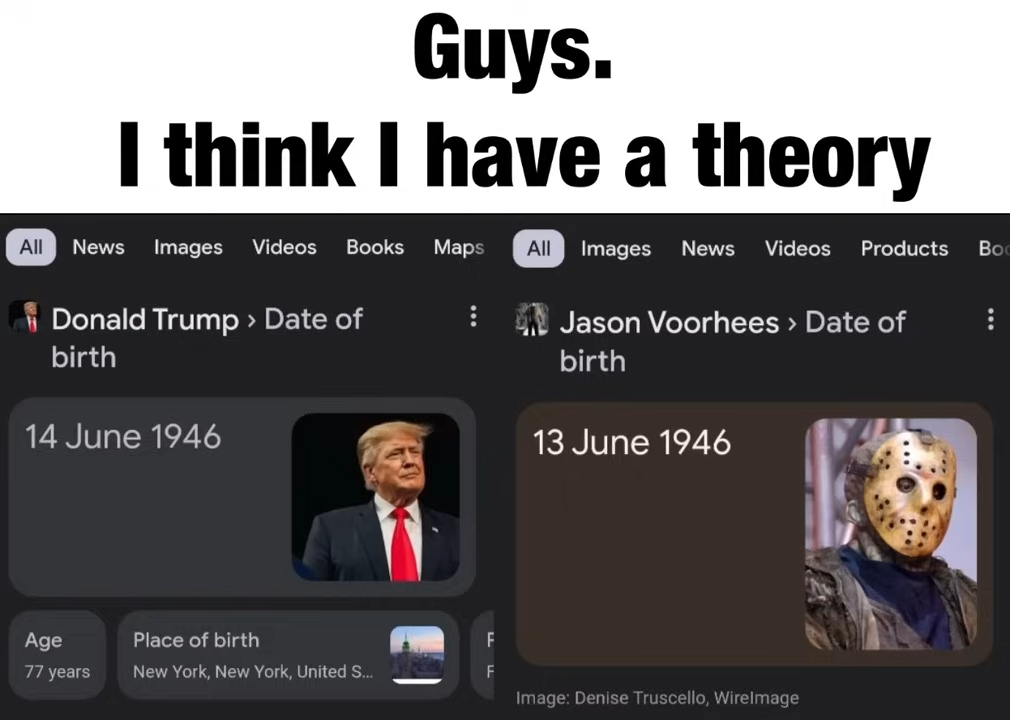 Guys.
I think I have a theory
All News Images Videos Books Maps
Donald Trump › Date of
birth
14 June 1946
Age
77 years
Place of birth
New York, New York, United S...
All Images News Videos Products
Jason Voorhees › Date of
birth
13 June 1946
Image: Denise Truscello, WireImage